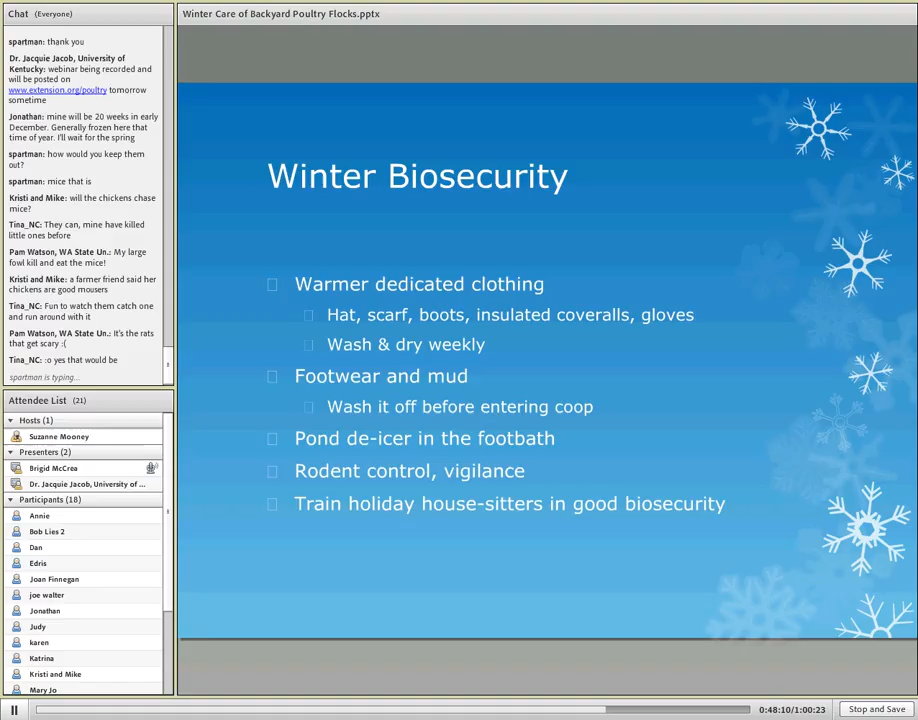 Chat (Everyone)
spartman: thank you
Dr. Jacquie Jacob, University of
Kentucky: webinar being recorded and
will be posted on
www.extension.org/poultry tomorrow
sometime
Jonathan: mine will be 20 weeks in early
December. Generally frozen here that
time of year. I'll wait for the spring
spartman: how would you keep them
out?
spartman: mice that is
Kristi and Mike: will the chickens chase
mice?
Tina_NC: They can, mine have killed
little ones before
Pam Watson, WA State Un.: My large
fowl kill and eat the mice!
Kristi and Mike: a farmer friend said her
chickens are good mousers
Tina_NC: Fun to watch them catch one
and run around with it
Pam Watson, WA State Un.: It's the rats
that get scary :(
Tina_NC: :o yes that would be
spartman is typing...
Attendee List (21)
Hosts (1)
Suzanne Mooney
Presenters (2)
Brigid McCrea
Dr. Jacquie Jacob, University of ...
Participants (18)
Annie
Bob Lies 2
Dan
Edris
Joan Finnegan
joe walter
Jonathan
Judy
karen
Katrina
Kristi and Mike
Mary Jo
Winter Care of Backyard Poultry Flocks.pptx
Winter Biosecurity
Warmer dedicated clothing
Hat, scarf, boots, insulated coveralls, gloves
Wash & dry weekly
Footwear and mud
Wash it off before entering coop
Pond de-icer in the footbath
Rodent control, vigilance
Train holiday house-sitters in good biosecurity
0:48:10/1:00:23
Stop and Save